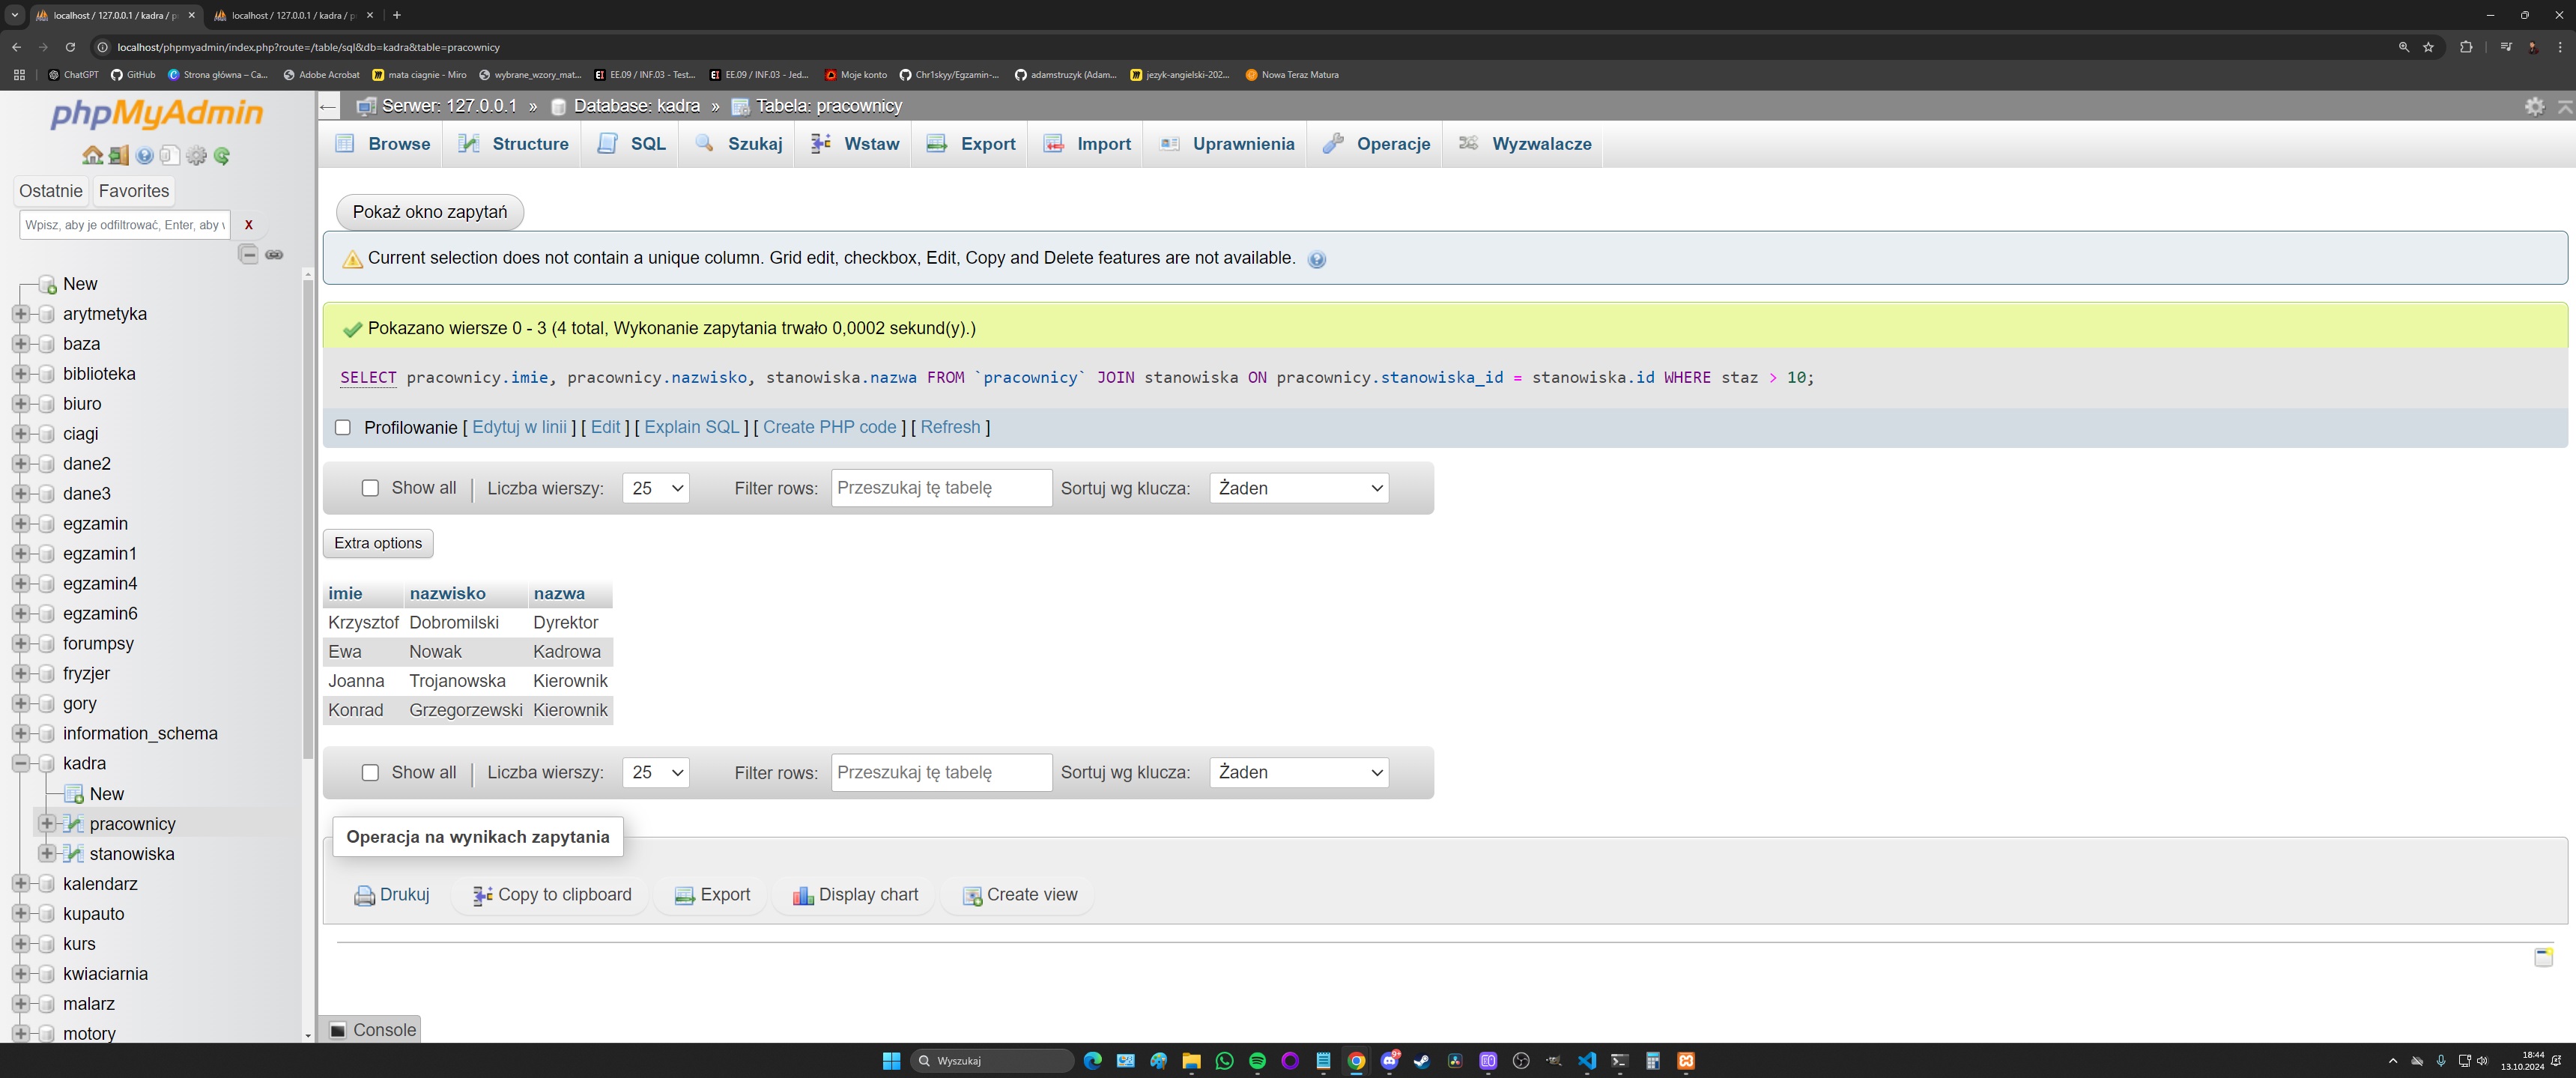 localhost / 127.0.0.1 / kadra / p
localhost / 127.0.0.1 / kadra / p
localhost/phpmyadmin/index.php?route=/table/sql&db=kadra&table=pracownicy
ChatGPT
GitHub
Strona główna – Ca...
Adobe Acrobat
mata ciagnie - Miro
wybrane_wzory_mat...
EE.09 / INF.03 - Test...
EE.09 / INF.03 - Jed...
Moje konto
Chr1skyy/Egzamin-...
adamstruzyk (Adam...
jezyk-angielski-202...
Nowa Teraz Matura
phpMyAdmin
Ostatnie
Favorites
Wpisz, aby je odfiltrować, Enter, aby
X
New
arytmetyka
baza
biblioteka
biuro
ciagi
dane2
dane3
egzamin
egzamin1
egzamin4
egzamin6
forumpsy
fryzjer
gory
information_schema
kadra
New
pracownicy
stanowiska
kalendarz
kupauto
kurs
kwiaciarnia
malarz
motory
Serwer: 127.0.0.1 » Database: kadra » Tabela: pracownicy
Browse
Structure
SQL
Szukaj
Wstaw
Export
Import
Uprawnienia
Operacje
Wyzwalacze
Pokaż okno zapytań
Current selection does not contain a unique column. Grid edit, checkbox, Edit, Copy and Delete features are not available.
Pokazano wiersze 0 - 3 (4 total, Wykonanie zapytania trwało 0,0002 sekund(y).)
SELECT pracownicy.imie, pracownicy.nazwisko, stanowiska.nazwa FROM `pracownicy` JOIN stanowiska ON pracownicy.stanowiska_id = stanowiska.id WHERE staz > 10;
Profilowanie [ Edytuj w linii ] [ Edit ] [ Explain SQL ] [ Create PHP code ] [ Refresh ]
Show all | Liczba wierszy: 25 Filter rows: Przeszukaj tę tabelę Sortuj wg klucza: Żaden
Extra options
imie nazwisko nazwa
Krzysztof Dobromilski Dyrektor
Ewa Nowak Kadrowa
Joanna Trojanowska Kierownik
Konrad Grzegorzewski Kierownik
Show all | Liczba wierszy: 25 Filter rows: Przeszukaj tę tabelę Sortuj wg klucza: Żaden
Operacja na wynikach zapytania
Drukuj
Copy to clipboard
Export
Display chart
Create view
Console
Wyszukaj
18:44
13.10.2024